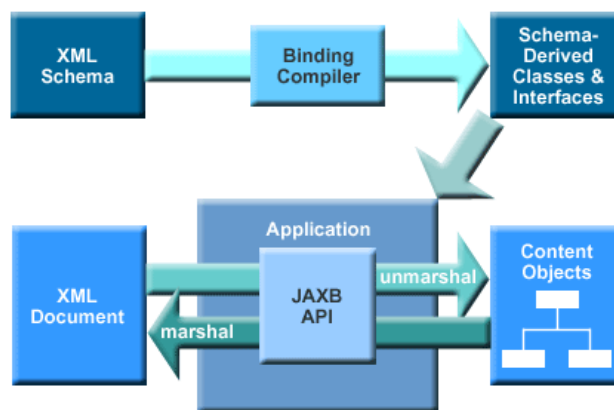 XML
Schema
Binding
Compiler
Schema-
Derived
Classes &
Interfaces
Application
XML
Document
JAXB
API
unmarshal
marshal
Content
Objects